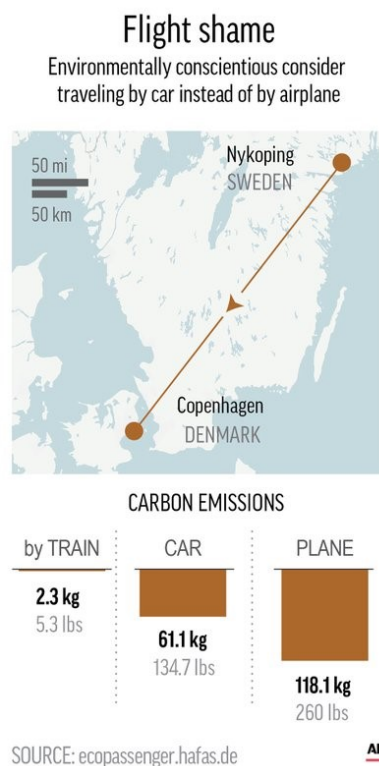 Flight shame
Environmentally conscientious consider
traveling by car instead of by airplane
50 mi
50 km
Nykoping
SWEDEN
Copenhagen
DENMARK
CARBON EMISSIONS
by TRAIN
CAR
PLANE
2.3 kg
5.3 lbs
61.1 kg
134.7 lbs
118.1 kg
260 lbs
SOURCE: ecopassenger.hafas.de